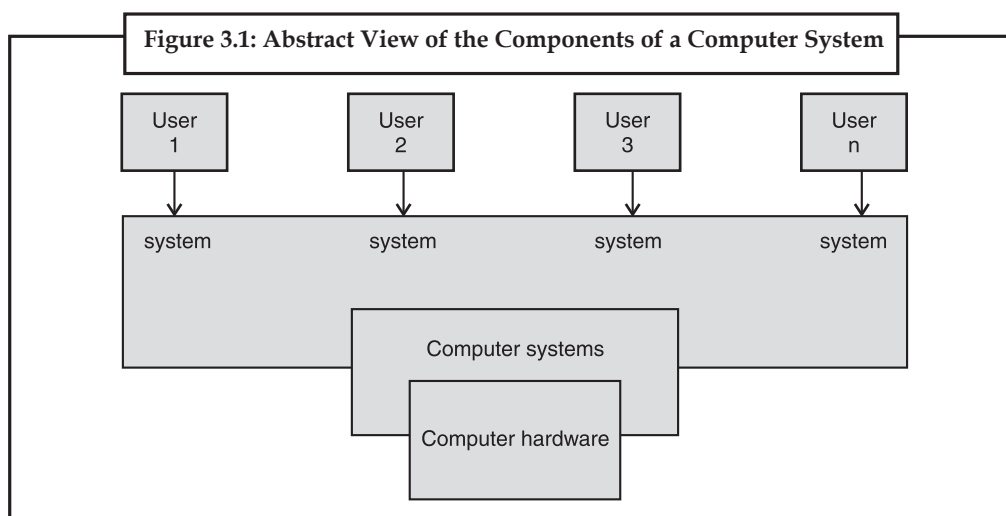 Figure 3.1: Abstract View of the Components of a Computer System
User
1
User
2
User
3
User
n
system
system
system
system
Computer systems
Computer hardware